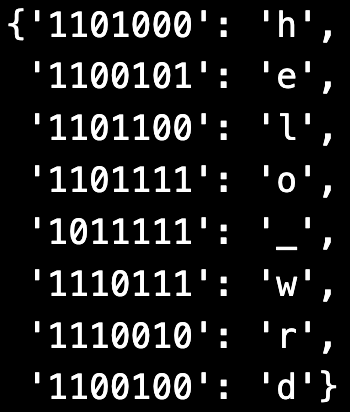 {'1101000': 'h',
'1100101': 'e',
'1101100': 'l',
'1101111': 'o',
'1011111': '_',
'1110111': 'w',
'1110010': 'r',
'1100100': 'd'}